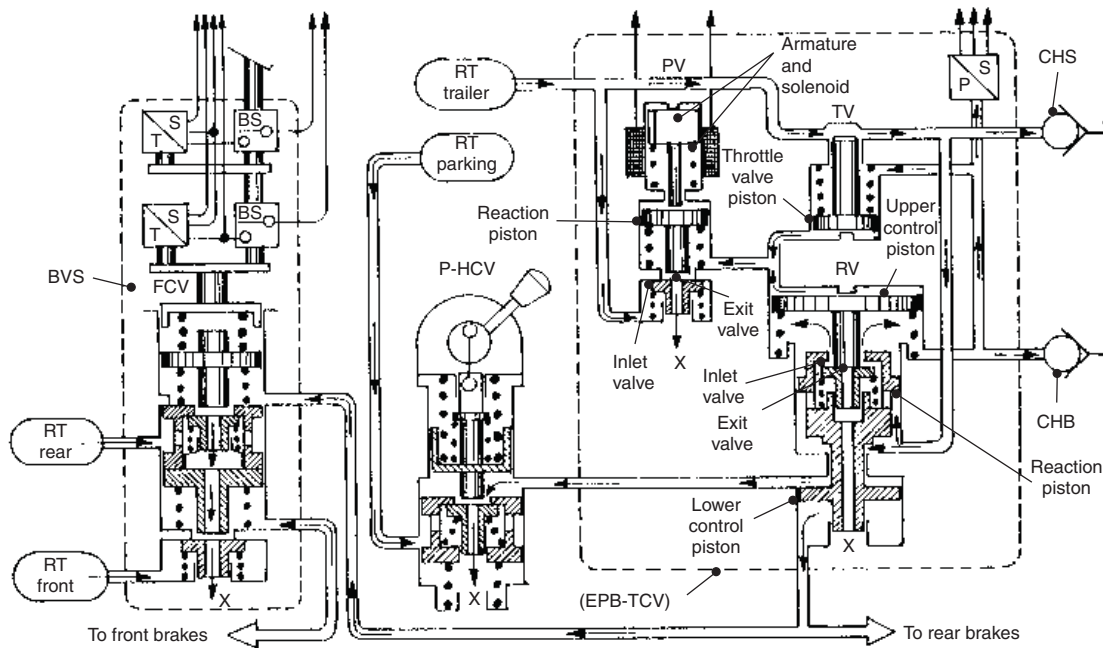 RT
trailer
PV
Armature
and
solenoid
S
P
CHS
S
T
BS
RT
parking
TV
Throttle
valve
piston
Upper
control
piston
S
T
BS
Reaction
piston
BVS
FCV
P-HCV
RV
Exit
valve
Inlet
valve
X
Inlet
valve
Exit
valve
CHB
RT
rear
Reaction
piston
Lower
control
piston
RT
front
X
X
X
(EPB-TCV)
To front brakes
To rear brakes